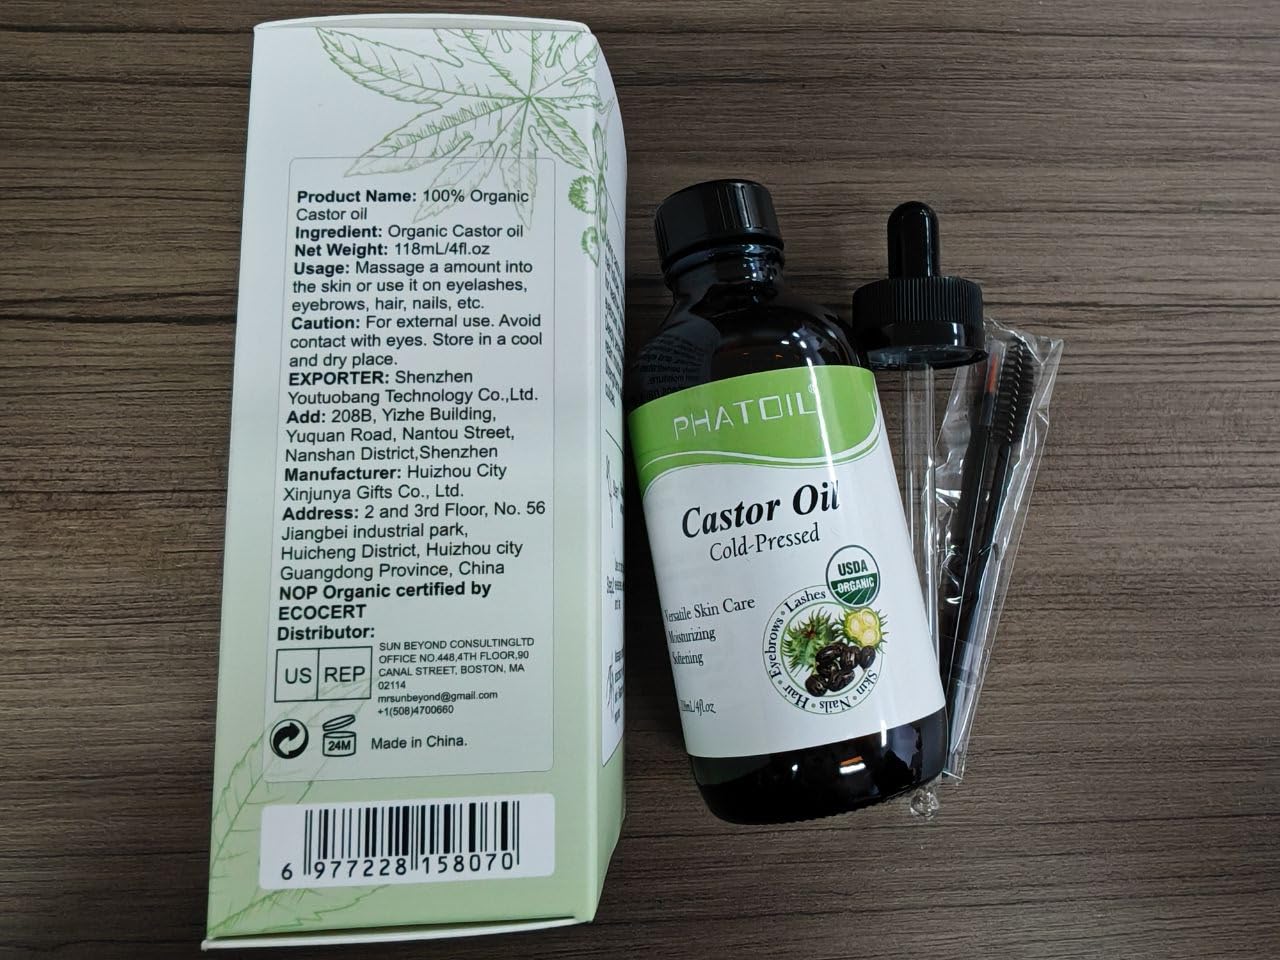 Product Name: 100% Organic
Castor oil
Ingredient: Organic Castor oil
Net Weight: 118mL/4fl.oz
Usage: Massage a amount into
the skin or use it on eyelashes,
eyebrows, hair, nails, etc.
Caution: For external use. Avoid
contact with eyes. Store in a cool
and dry place.
EXPORTER: Shenzhen
Youtuobang Technology Co.,Ltd.
Add: 208B, Yizhe Building,
Yuquan Road, Nantou Street,
Nanshan District,Shenzhen
Manufacturer: Huizhou City
Xinjunya Gifts Co., Ltd.
Address: 2 and 3rd Floor, No. 56
Jiangbei industrial park,
Huicheng District, Huizhou city
Guangdong Province, China
NOP Organic certified by
ECOCERT
Distributor:
US REP
SUN BEYOND CONSULTINGLTD
OFFICE NO.448,4TH FLOOR,90
CANAL STREET, BOSTON, MA
02114
mrsunbeyond@gmail.com
+1(508)4700660
24M
Made in China.
6 977228 158070
PHATOIL®
Castor Oil
Cold-Pressed
USDA
ORGANIC
Versatile Skin Care
Moisturizing
Softening
Hair • Eyebrows • Lashes
Skin • Nails
/4fl.oz